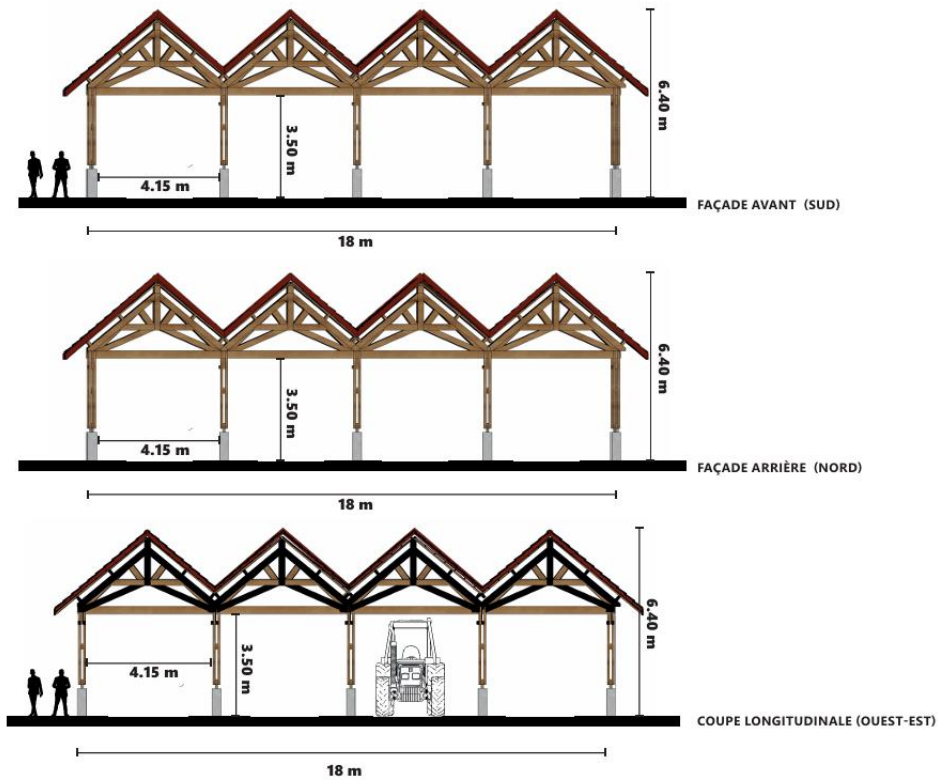 6.40 m
3.50 m
4.15 m
FAÇADE AVANT (SUD)
18 m
6.40 m
3.50 m
4.15 m
FAÇADE ARRIÈRE (NORD)
18 m
6.40 m
3.50 m
4.15 m
COUPE LONGITUDINALE (OUEST-EST)
18 m